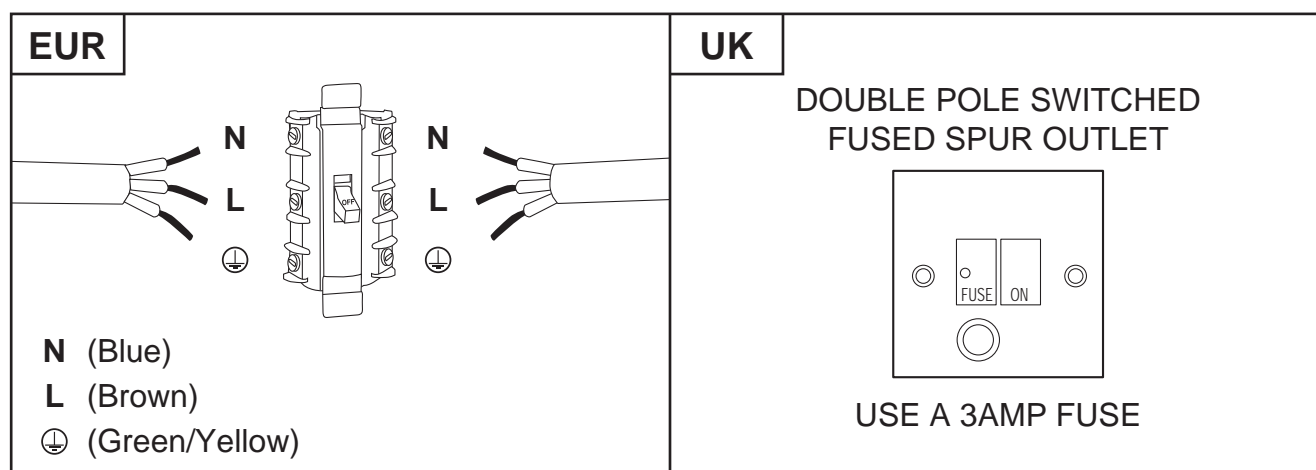 EUR
N
N
L
L
OFF
N (Blue)
L (Brown)
(Green/Yellow)
UK
DOUBLE POLE SWITCHED
FUSED SPUR OUTLET
FUSE ON
USE A 3AMP FUSE